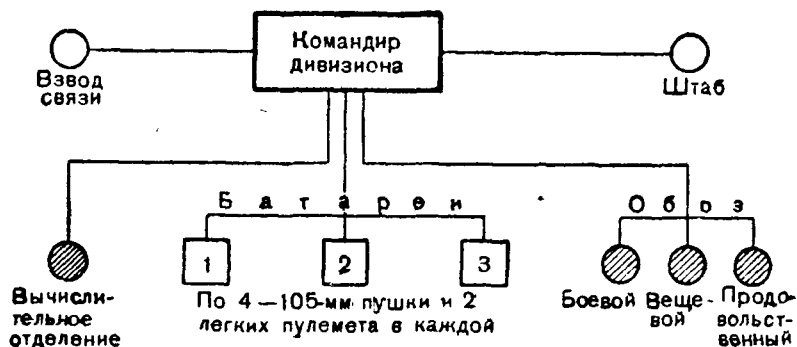 Командир
дивизиона
Взвод
связи
Штаб
Батареи
Обоз
1
2
3
Вычисли-
тельное
отделение
По 4 —105-мм пушки и 2
легких пулемета в каждой
Боевой
Веще-
вой
Продо-
вольст-
венный